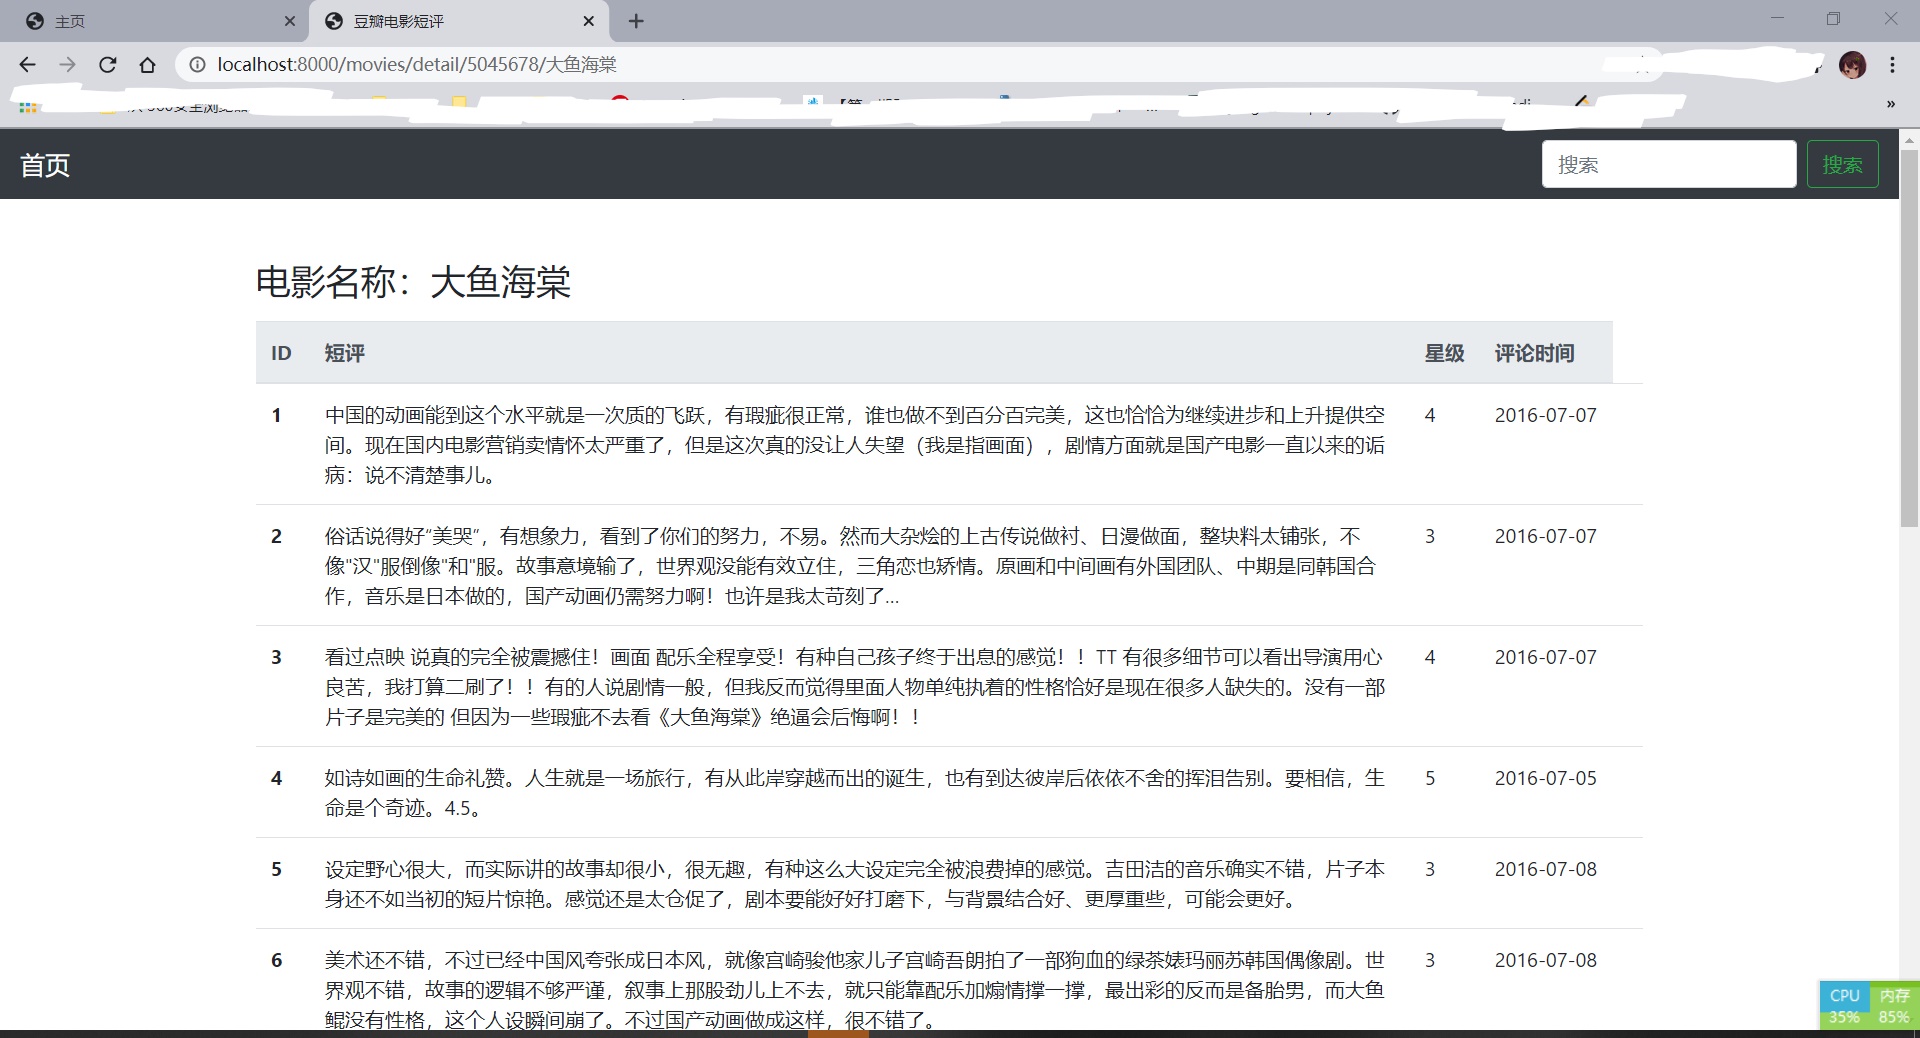 主页
豆瓣电影短评
localhost:8000/movies/detail/5045678/大鱼海棠
首页
搜索
搜索
电影名称：大鱼海棠
ID 短评 星级 评论时间
1 中国的动画能到这个水平就是一次质的飞跃，有瑕疵很正常，谁也做不到百分百完美，这也恰恰为继续进步和上升提供空 4 2016-07-07
间。现在国内电影营销卖情怀太严重了，但是这次真的没让人失望（我是指画面），剧情方面就是国产电影一直以来的诟
病：说不清楚事儿。
2 俗话说得好“美哭”，有想象力，看到了你们的努力，不易。然而大杂烩的上古传说做衬、日漫做面，整块料太铺张，不 3 2016-07-07
像"汉"服倒像"和"服。故事意境输了，世界观没能有效立住，三角恋也矫情。原画和中间画有外国团队、中期是同韩国合
作，音乐是日本做的，国产动画仍需努力啊！也许是我太苛刻了...
3 看过点映 说真的完全被震撼住！画面 配乐全程享受！有种自己孩子终于出息的感觉！！TT 有很多细节可以看出导演用心 4 2016-07-07
良苦，我打算二刷了！！有的人说剧情一般，但我反而觉得里面人物单纯执着的性格恰好是现在很多人缺失的。没有一部
片子是完美的 但因为一些瑕疵不去看《大鱼海棠》绝逼会后悔啊！！
4 如诗如画的生命礼赞。人生就是一场旅行，有从此岸穿越而出的诞生，也有到达彼岸后依依不舍的挥泪告别。要相信，生 5 2016-07-05
命是个奇迹。4.5。
5 设定野心很大，而实际讲的故事却很小，很无趣，有种这么大设定完全被浪费掉的感觉。吉田洁的音乐确实不错，片子本 3 2016-07-08
身还不如当初的短片惊艳。感觉还是太仓促了，剧本要能好好打磨下，与背景结合好、更厚重些，可能会更好。
6 美术还不错，不过已经中国风夸张成日本风，就像宫崎骏他家儿子宫崎吾朗拍了一部狗血的绿茶婊玛丽苏韩国偶像剧。世 3 2016-07-08
界观不错，故事的逻辑不够严谨，叙事上那股劲儿上不去，就只能靠配乐加煽情撑一撑，最出彩的反而是备胎男，而大鱼
鲲没有性格，这个人设瞬间崩了。不过国产动画做成这样，很不错了。
CPU 内存
35% 85%